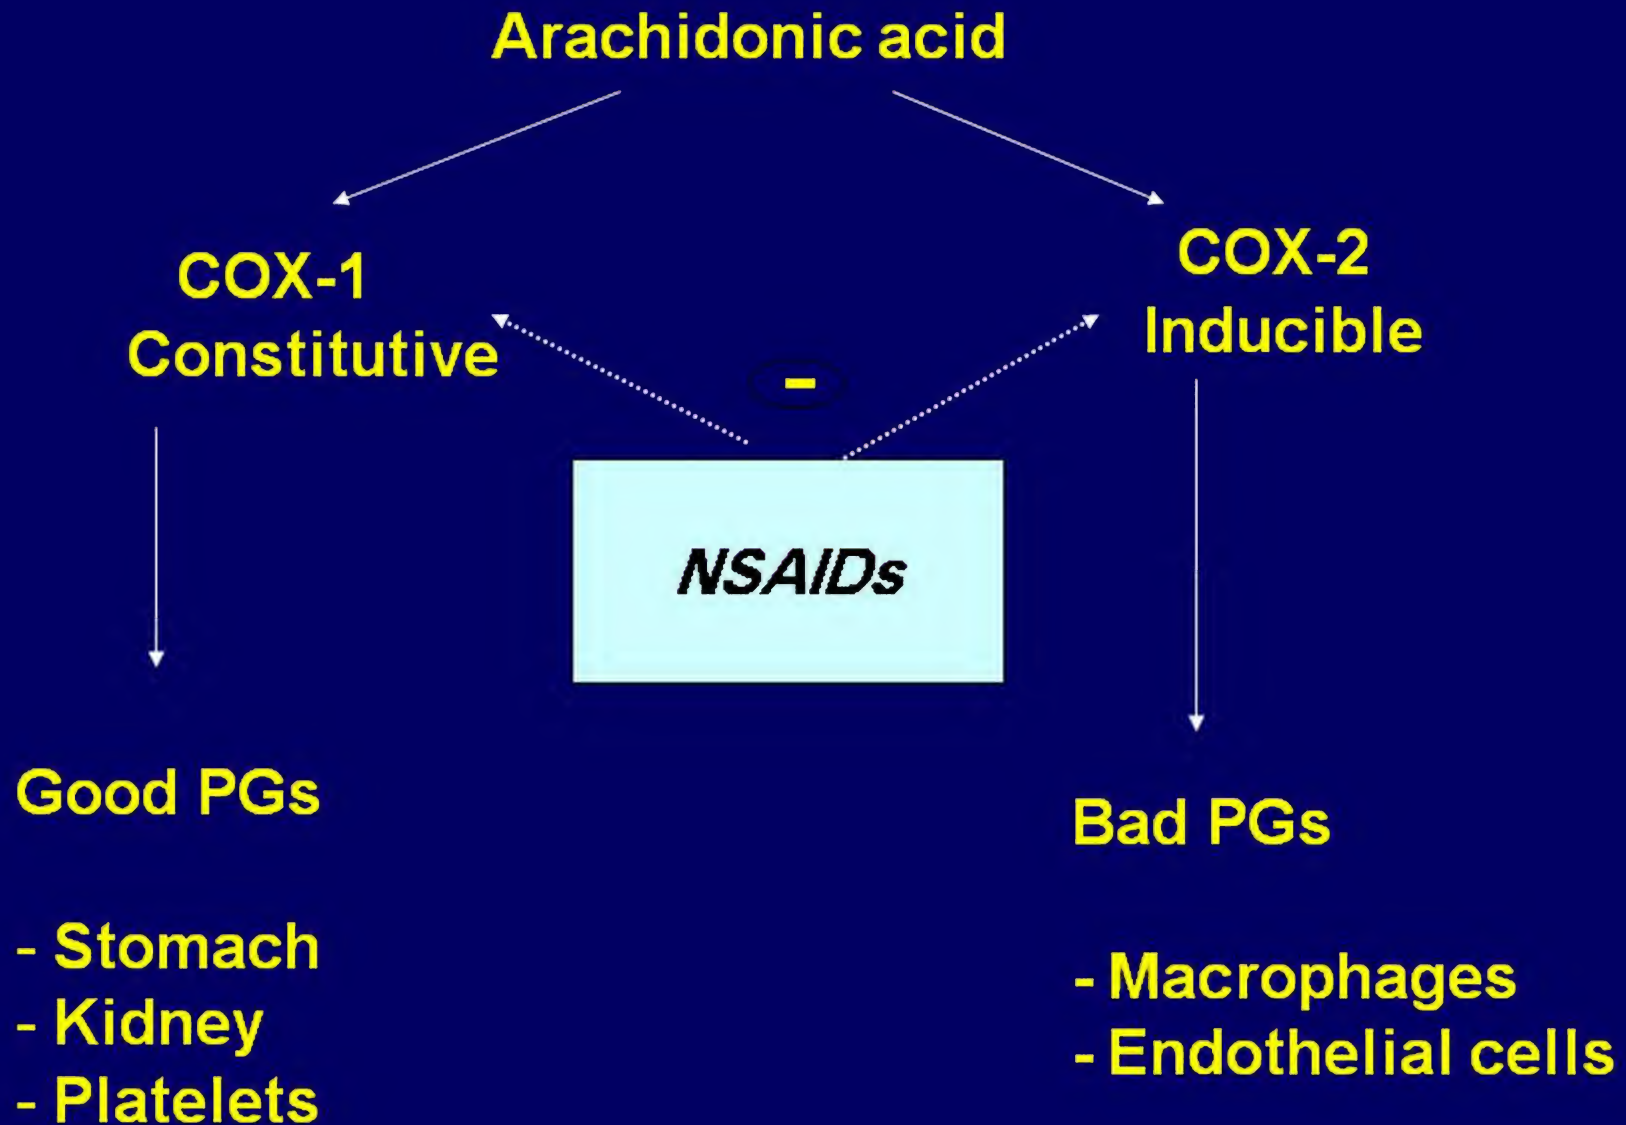 Arachidonic acid
COX-1
Constitutive
COX-2
Inducible
-
NSAIDs
Good PGs
- Stomach
- Kidney
- Platelets
Bad PGs
- Macrophages
- Endothelial cells